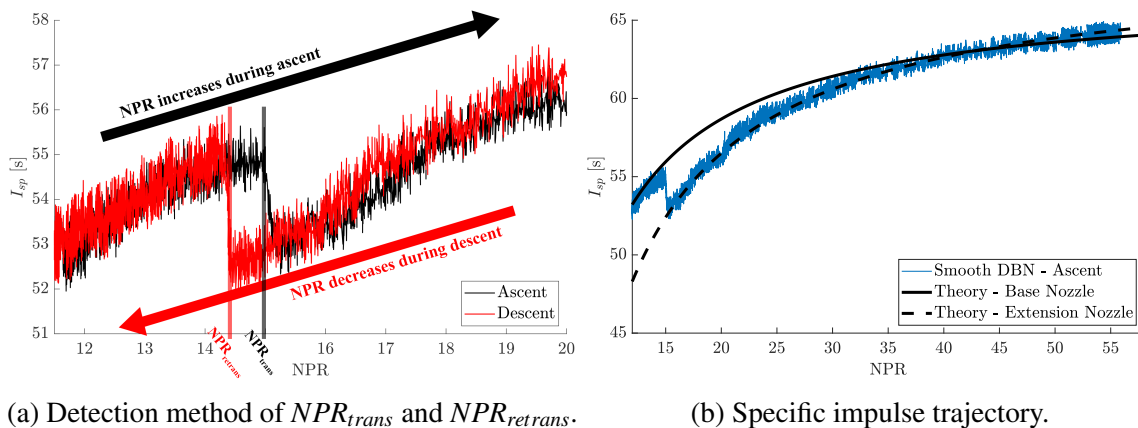 58
57
56
55
54
53
52
51
I_sp [s]
NPR increases during ascent
NPR decreases during descent
Ascent
Descent
12 13 14 15 16 17 18 19 20
NPR_retrans
NPR_trans
NPR
65
60
55
50
45
I_sp [s]
Smooth DBN - Ascent
Theory - Base Nozzle
Theory - Extension Nozzle
15 20 25 30 35 40 45 50 55
NPR
(a) Detection method of NPR_trans and NPR_retrans.
(b) Specific impulse trajectory.